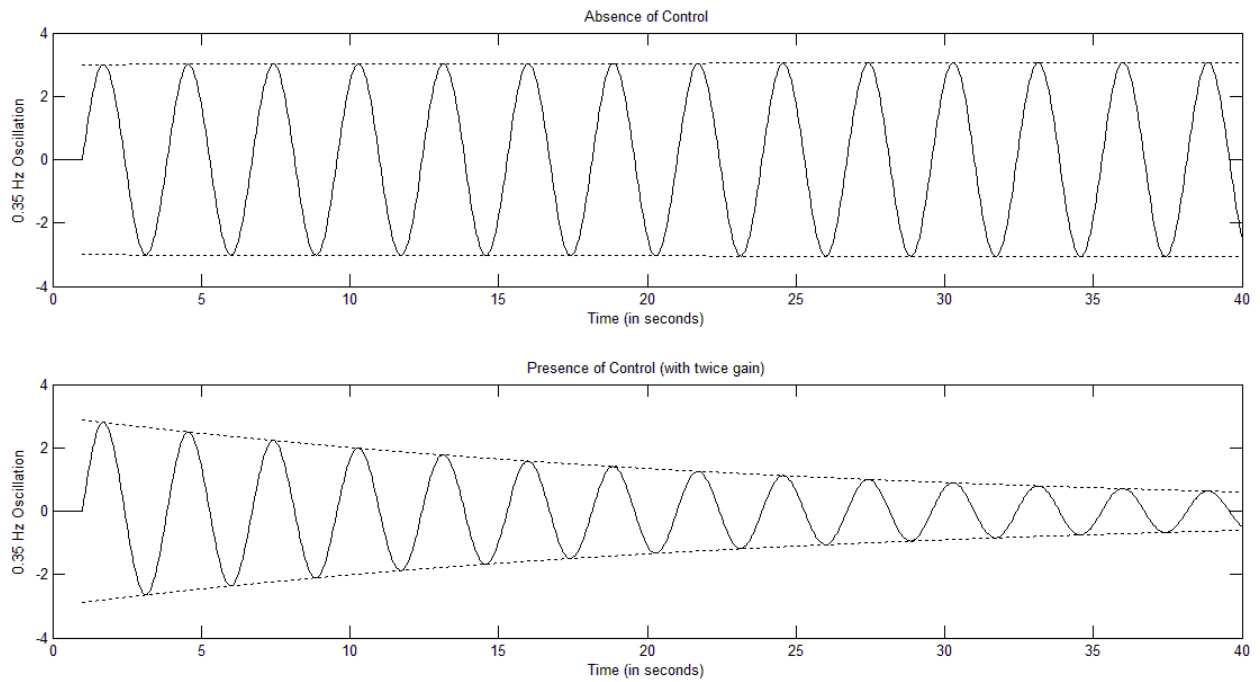 Absence of Control
4
2
0
-2
-4
0.35 Hz Oscillation
0 5 10 15 20 25 30 35 40
Time (in seconds)
Presence of Control (with twice gain)
4
2
0
-2
-4
0.35 Hz Oscillation
0 5 10 15 20 25 30 35 40
Time (in seconds)